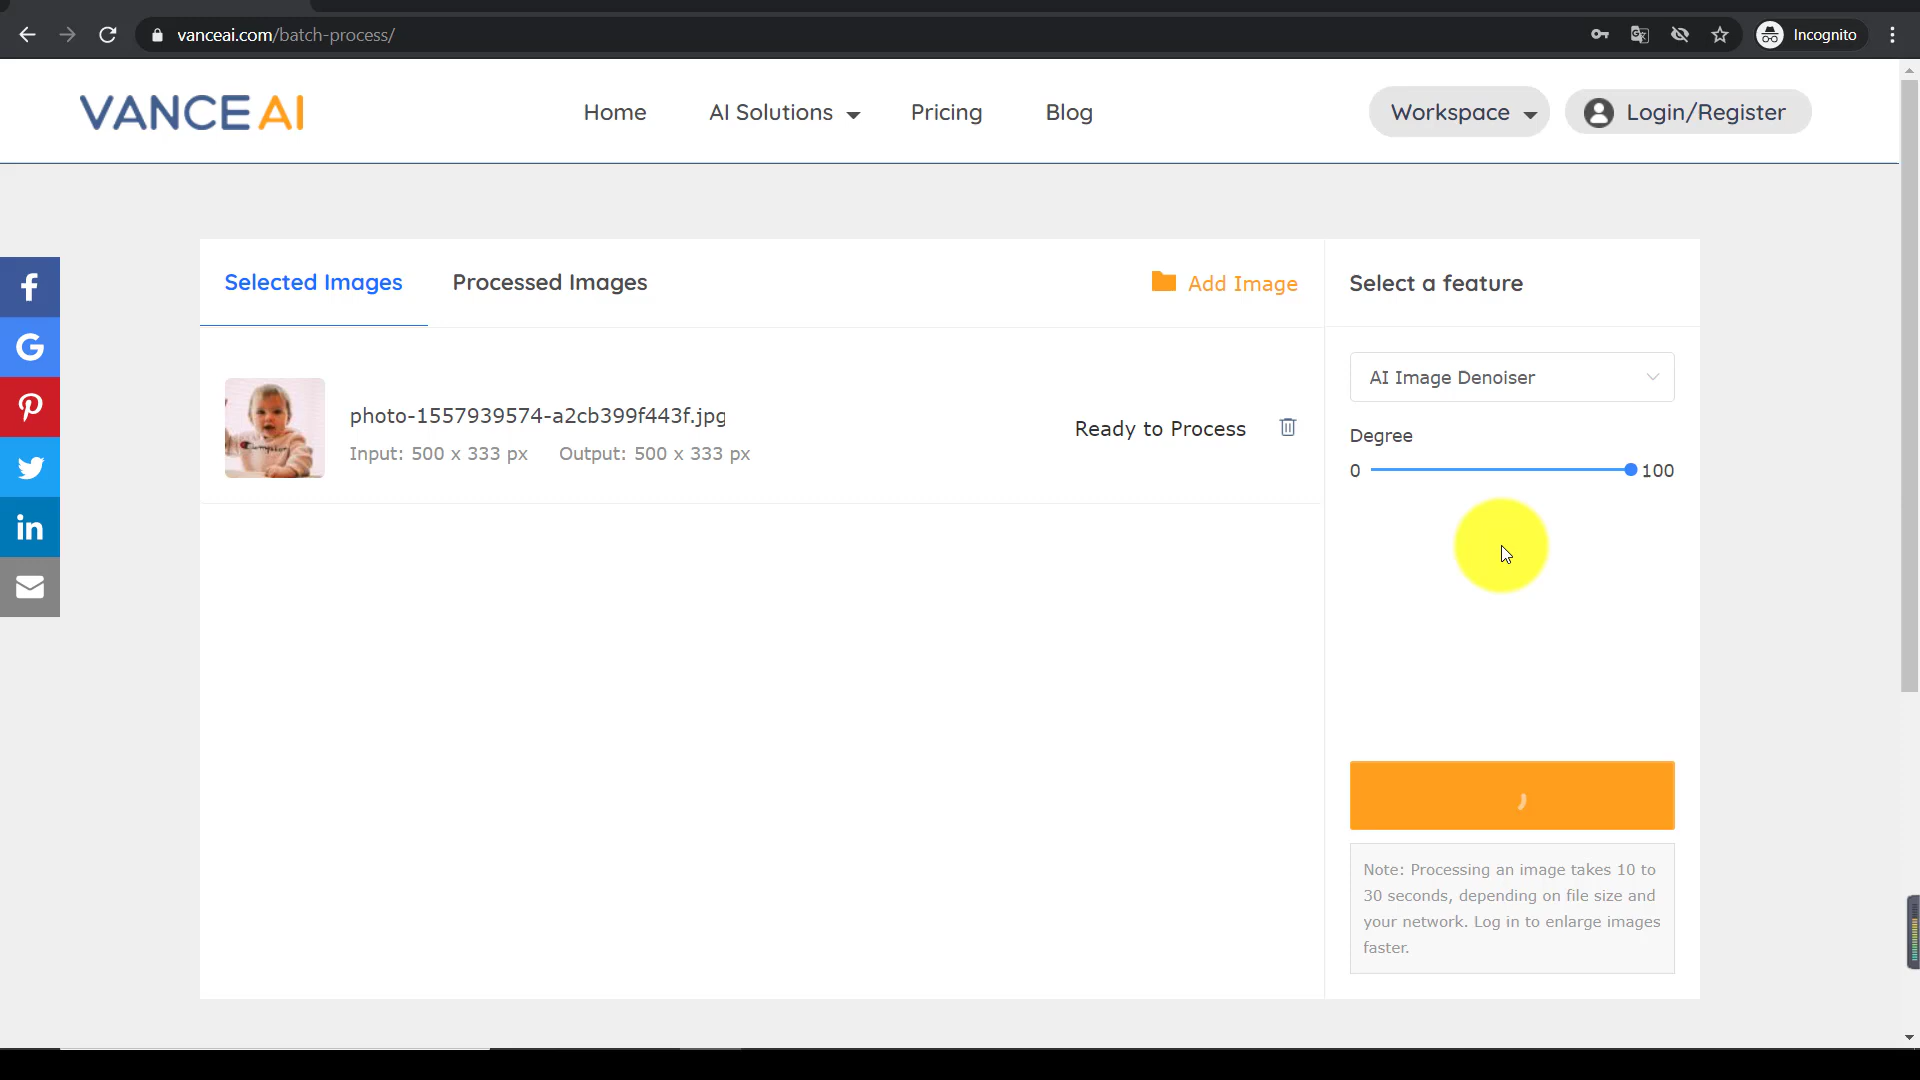 vanceai.com/batch-process/
Incognito
VANCE AI
Home
AI Solutions
Pricing
Blog
Workspace
Login/Register
Selected Images
Processed Images
Add Image
Select a feature
photo-1557939574-a2cb399f443f.jpg
Input: 500 x 333 px
Output: 500 x 333 px
Ready to Process
AI Image Denoiser
Degree
0
100
Note: Processing an image takes 10 to
30 seconds, depending on file size and
your network. Log in to enlarge images
faster.